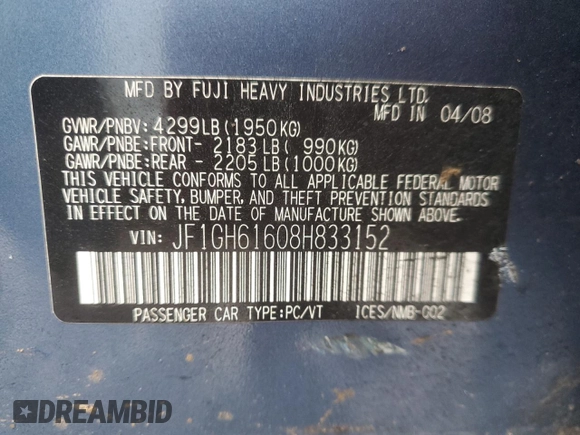 MFD BY FUJI HEAVY INDUSTRIES LTD.
MFD IN 04/08
GVWR/PNBV: 4299LB(1950KG)
GAWR/PNBE:FRONT- 2183LB( 990KG)
GAWR/PNBE:REAR - 2205LB(1000KG)
THIS VEHICLE CONFORMS TO ALL APPLICABLE FEDERAL MOTOR
VEHICLE SAFETY, BUMPER, AND THEFT PREVENTION STANDARDS
IN EFFECT ON THE DATE OF MANUFACTURE SHOWN ABOVE.
VIN: JF1GH61608H833152
PASSENGER CAR TYPE:PC/VT ICES/NMB-002
DREAMBID